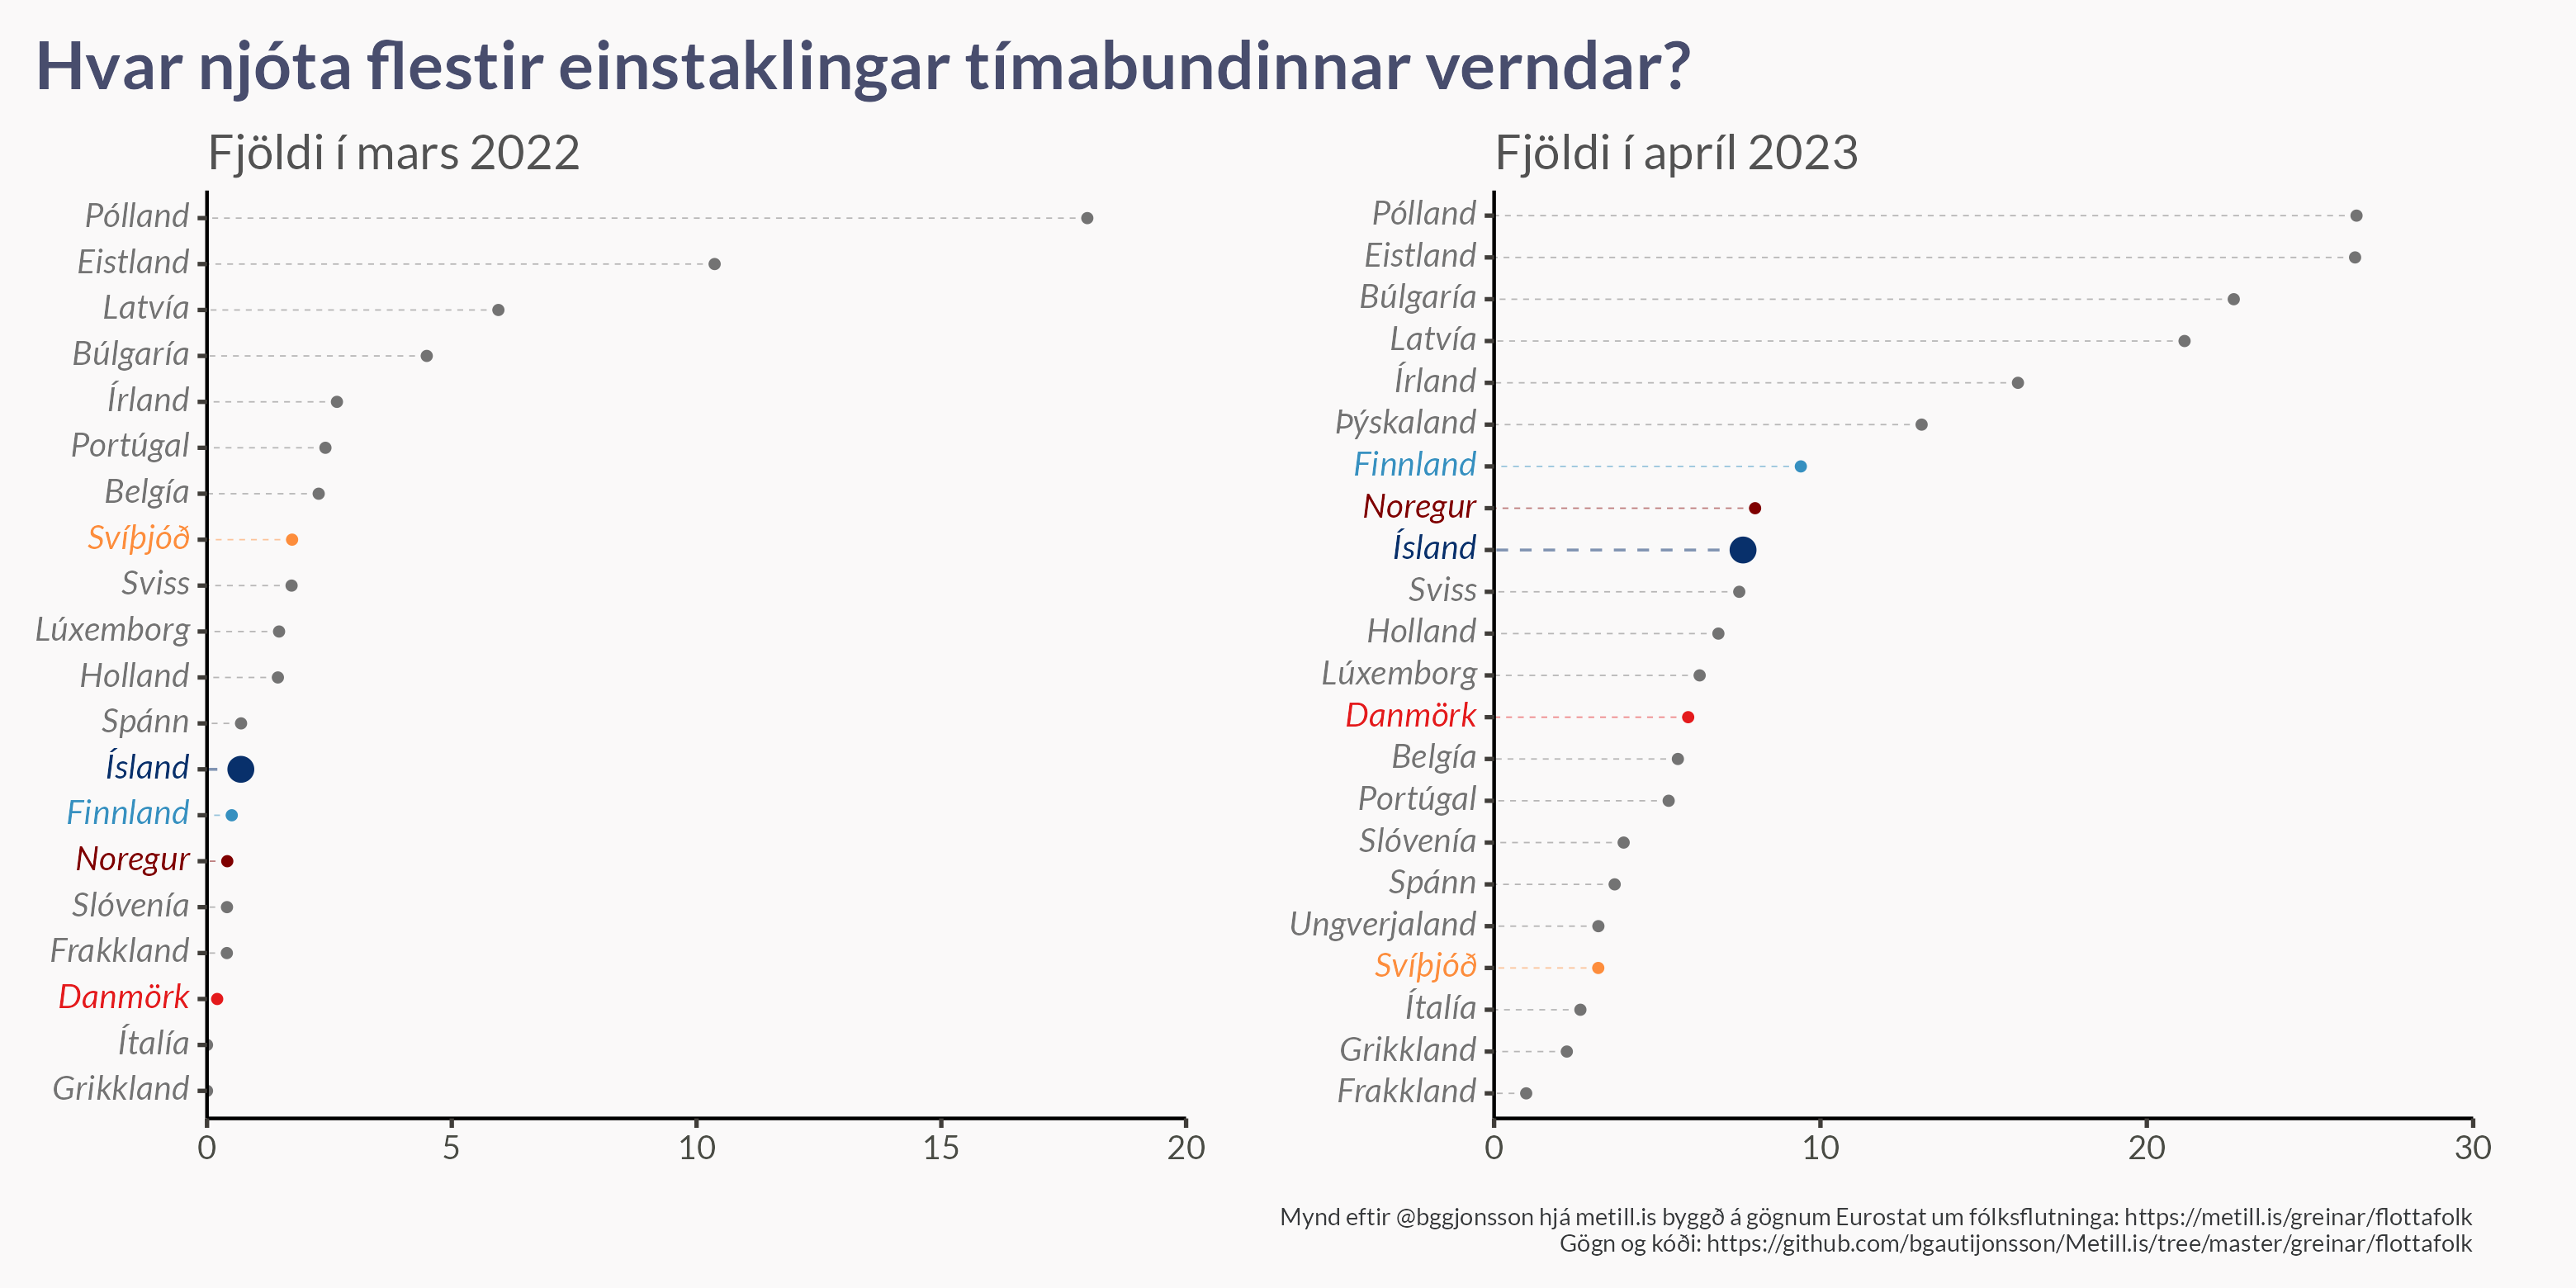 Hvar njóta flestir einstaklingar tímabundinnar verndar?
Fjöldi í mars 2022
Pólland
Eistland
Latvía
Búlgaría
Írland
Portúgal
Belgía
Svíþjóð
Sviss
Lúxemborg
Holland
Spánn
Ísland
Finnland
Noregur
Slóvenía
Frakkland
Danmörk
Ítalía
Grikkland
0 5 10 15 20
Fjöldi í apríl 2023
Pólland
Eistland
Búlgaría
Latvía
Írland
Þýskaland
Finnland
Noregur
Ísland
Sviss
Holland
Lúxemborg
Danmörk
Belgía
Portúgal
Slóvenía
Spánn
Ungverjaland
Svíþjóð
Ítalía
Grikkland
Frakkland
0 10 20 30
Mynd eftir @bggjonsson hjá metill.is byggð á gögnum Eurostat um fólksflutninga: https://metill.is/greinar/flottafolk
Gögn og kóði: https://github.com/bgautijonsson/Metill.is/tree/master/greinar/flottafolk